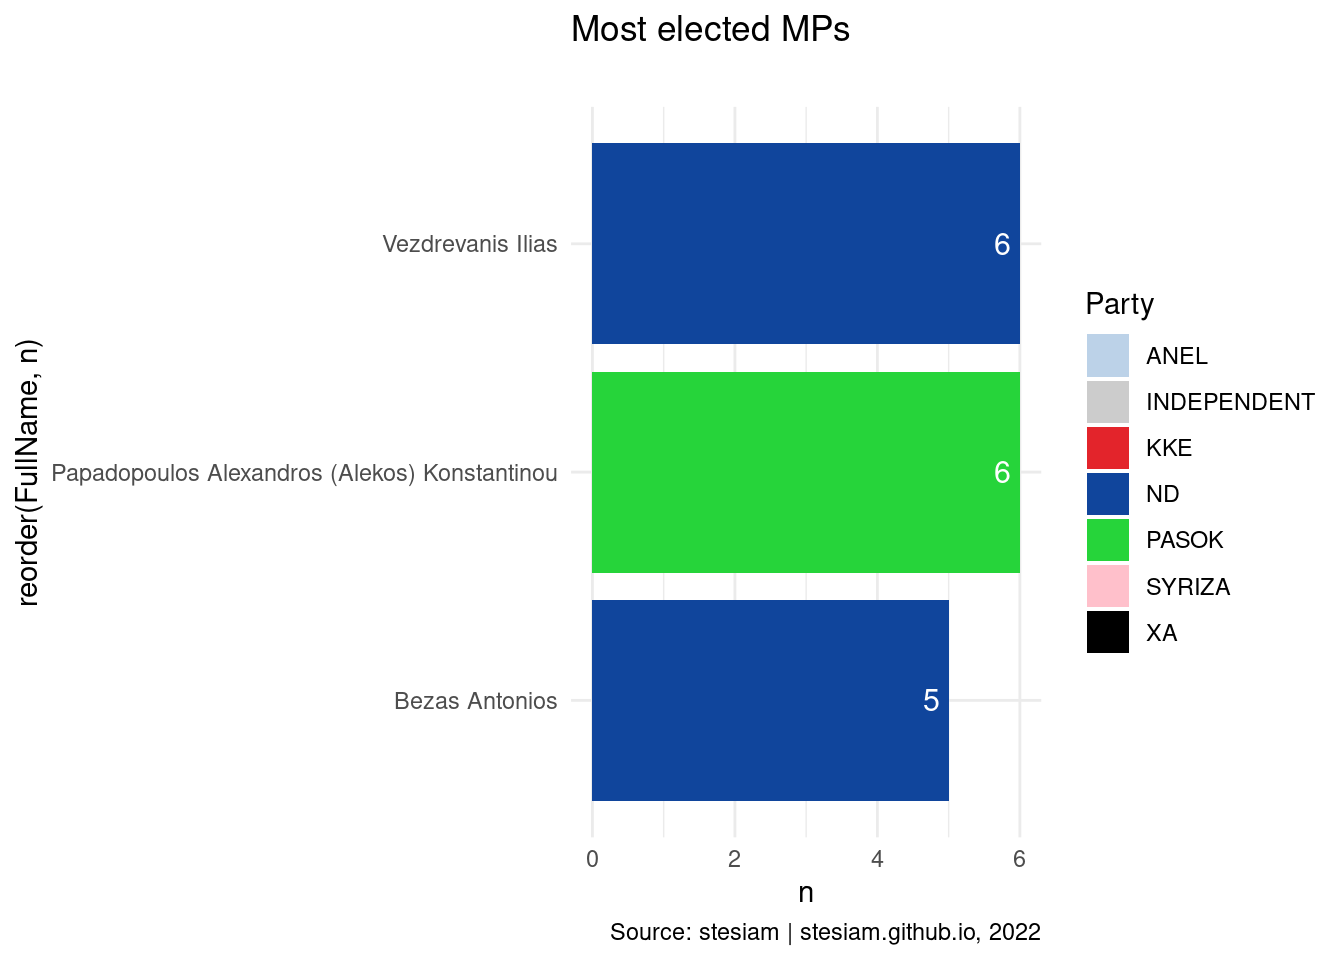 Most elected MPs
reorder(FullName, n)
Vezdrevanis Ilias
6
Papadopoulos Alexandros (Alekos) Konstantinou
6
Bezas Antonios
5
0 2 4 6
n
Party
ANEL
INDEPENDENT
KKE
ND
PASOK
SYRIZA
XA
Source: stesiam | stesiam.github.io, 2022